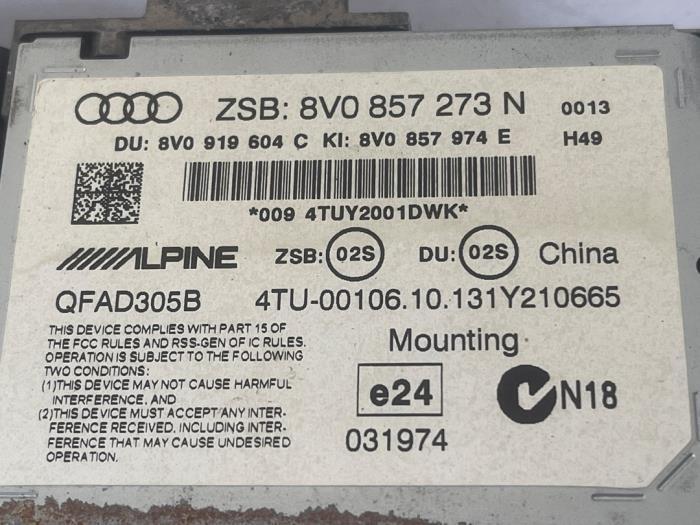 ZSB: 8V0 857 273 N 0013
DU: 8V0 919 604 C KI: 8V0 857 974 E H49
*009 4TUY2001DWK*
ALPINE ZSB: 02S DU: 02S China
QFAD305B 4TU-00106.10.131Y210665
THIS DEVICE COMPLIES WITH PART 15 OF
THE FCC RULES AND RSS-GEN OF IC RULES.
OPERATION IS SUBJECT TO THE FOLLOWING
TWO CONDITIONS:
(1)THIS DEVICE MAY NOT CAUSE HARMFUL
INTERFERENCE, AND
(2)THIS DEVICE MUST ACCEPT ANY INTER-
FERENCE RECEIVED, INCLUDING INTER-
FERENCE THAT MAY CAUSE UNDESIRED
OPERATION.
Mounting
e24 N18
031974